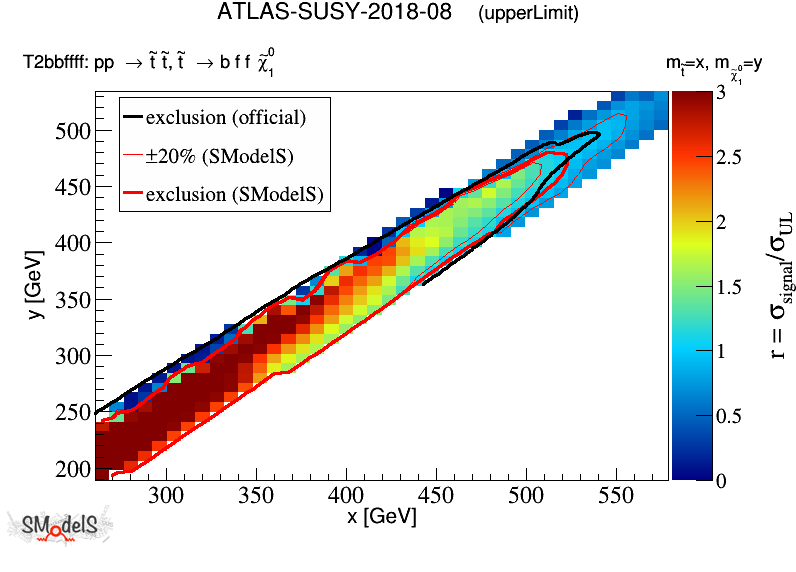 ATLAS-SUSY-2018-08 (upperLimit)
T2bbffff: pp → t̃ t̃, t̃ → b f f χ̃₁⁰
m_t̃=x, m_χ̃₁⁰=y
exclusion (official)
±20% (SModelS)
exclusion (SModelS)
y [GeV]
500
450
400
350
300
250
200
300
350
400
450
500
550
x [GeV]
3
2.5
2
1.5
1
0.5
0
r = σ_signal/σ_UL
SModelS